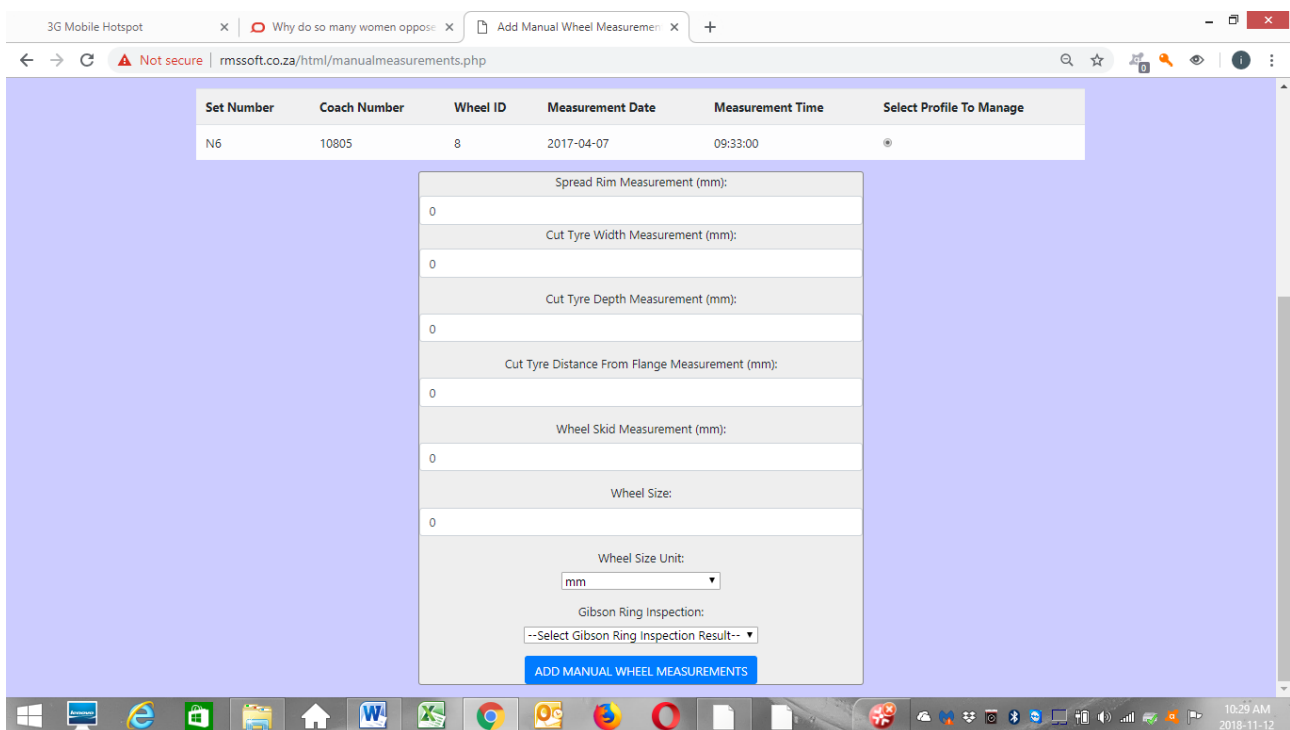 3G Mobile Hotspot
Why do so many women oppose
Add Manual Wheel Measuremen
Not secure | rmssoft.co.za/html/manualmeasurements.php
0
i
Set Number Coach Number Wheel ID Measurement Date Measurement Time Select Profile To Manage
N6 10805 8 2017-04-07 09:33:00
Spread Rim Measurement (mm):
0
Cut Tyre Width Measurement (mm):
0
Cut Tyre Depth Measurement (mm):
0
Cut Tyre Distance From Flange Measurement (mm):
0
Wheel Skid Measurement (mm):
0
Wheel Size:
0
Wheel Size Unit:
mm
Gibson Ring Inspection:
--Select Gibson Ring Inspection Result--
ADD MANUAL WHEEL MEASUREMENTS
10:29 AM
2018-11-12